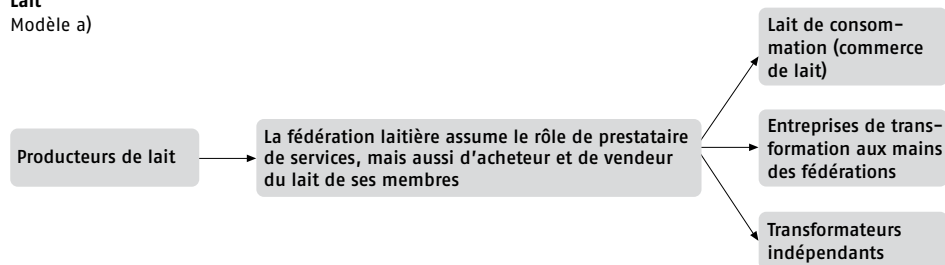 Lait
Modèle a)
Producteurs de lait
La fédération laitière assume le rôle de prestataire
de services, mais aussi d'acheteur et de vendeur
du lait de ses membres
Lait de consom-
mation (commerce
de lait)
Entreprises de trans-
formation aux mains
des fédérations
Transformateurs
indépendants